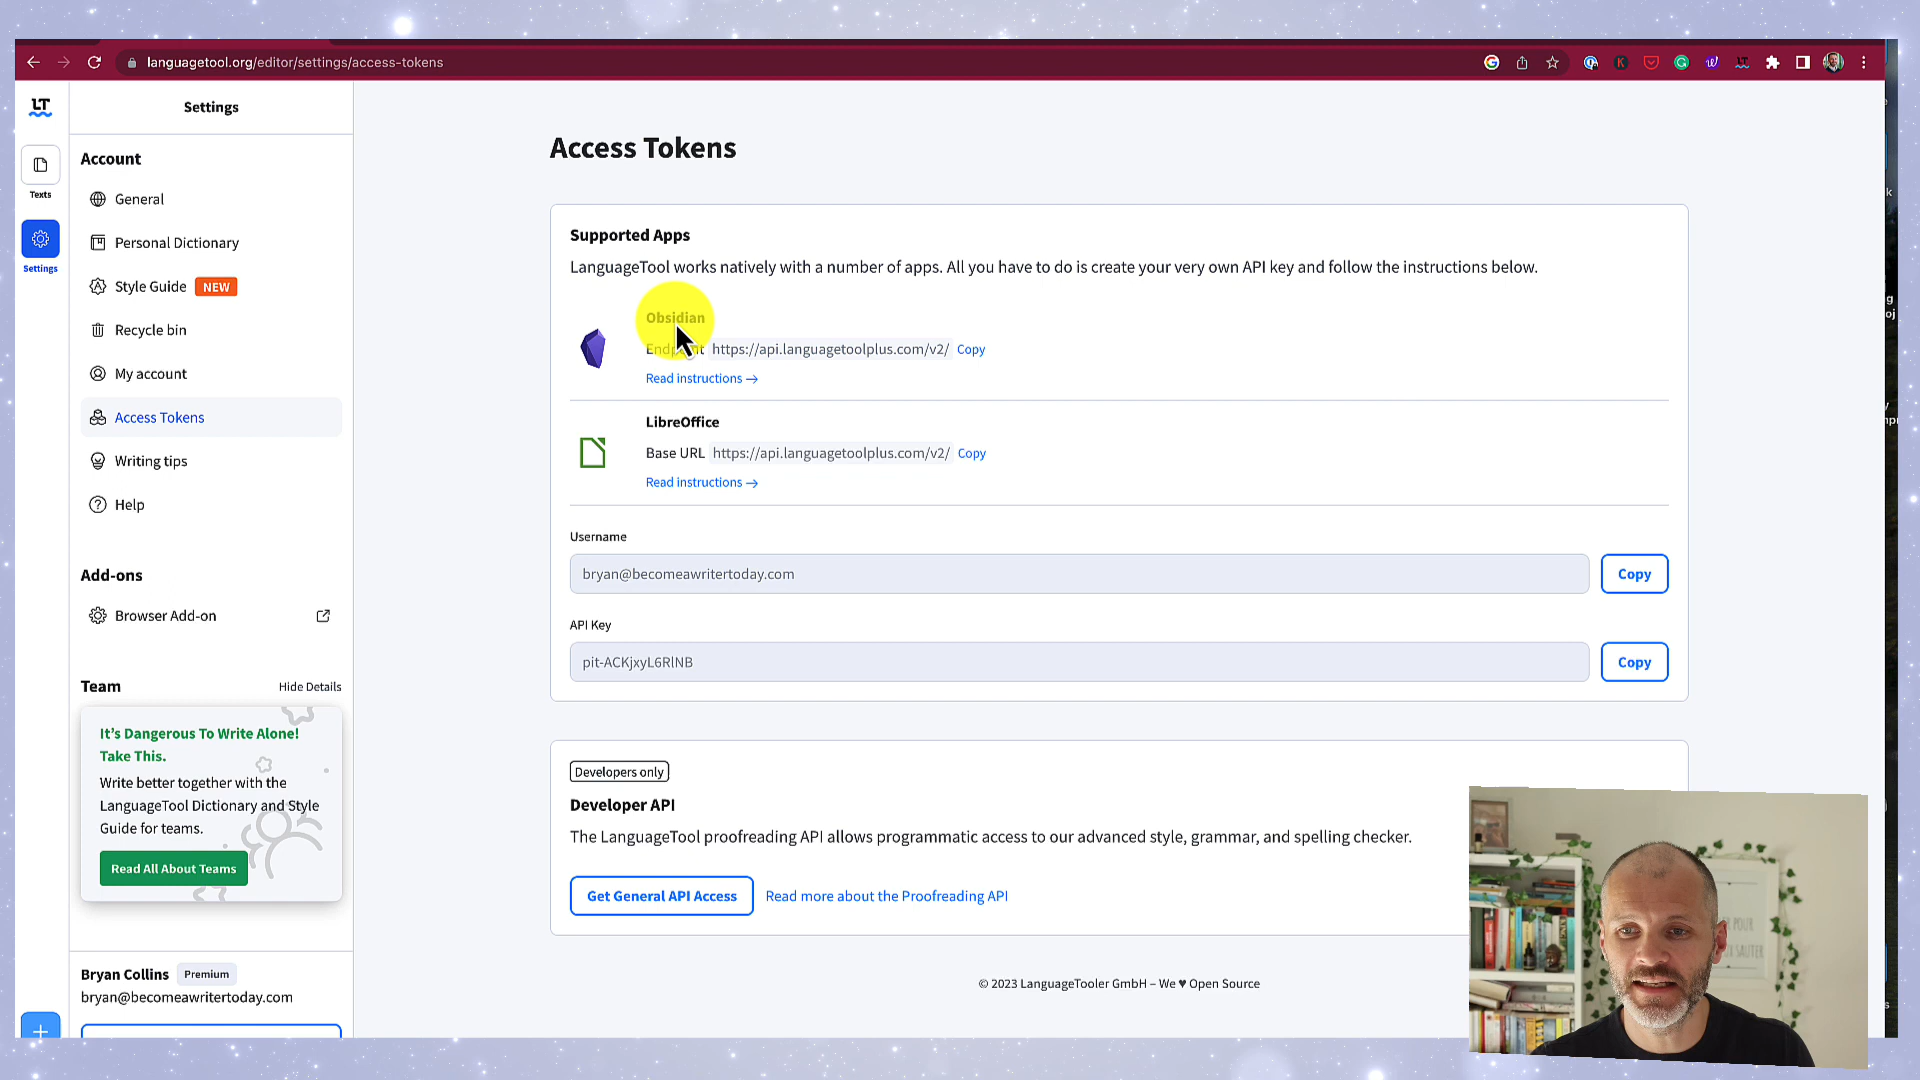 languagetool.org/editor/settings/access-tokens
LT
Texts
Settings
Settings
Account
General
Personal Dictionary
Style Guide NEW
Recycle bin
My account
Access Tokens
Writing tips
Help
Add-ons
Browser Add-on
Team Hide Details
It's Dangerous To Write Alone!
Take This.
Write better together with the
LanguageTool Dictionary and Style
Guide for teams.
Read All About Teams
Bryan Collins Premium
bryan@becomeawritertoday.com
Access Tokens
Supported Apps
LanguageTool works natively with a number of apps. All you have to do is create your very own API key and follow the instructions below.
Obsidian
Endpoint https://api.languagetoolplus.com/v2/ Copy
Read instructions →
LibreOffice
Base URL https://api.languagetoolplus.com/v2/ Copy
Read instructions →
Username
bryan@becomeawritertoday.com Copy
API Key
pit-ACKjxyL6RlNB Copy
Developers only
Developer API
The LanguageTool proofreading API allows programmatic access to our advanced style, grammar, and spelling checker.
Get General API Access Read more about the Proofreading API
© 2023 LanguageTooler GmbH – We ♥ Open Source